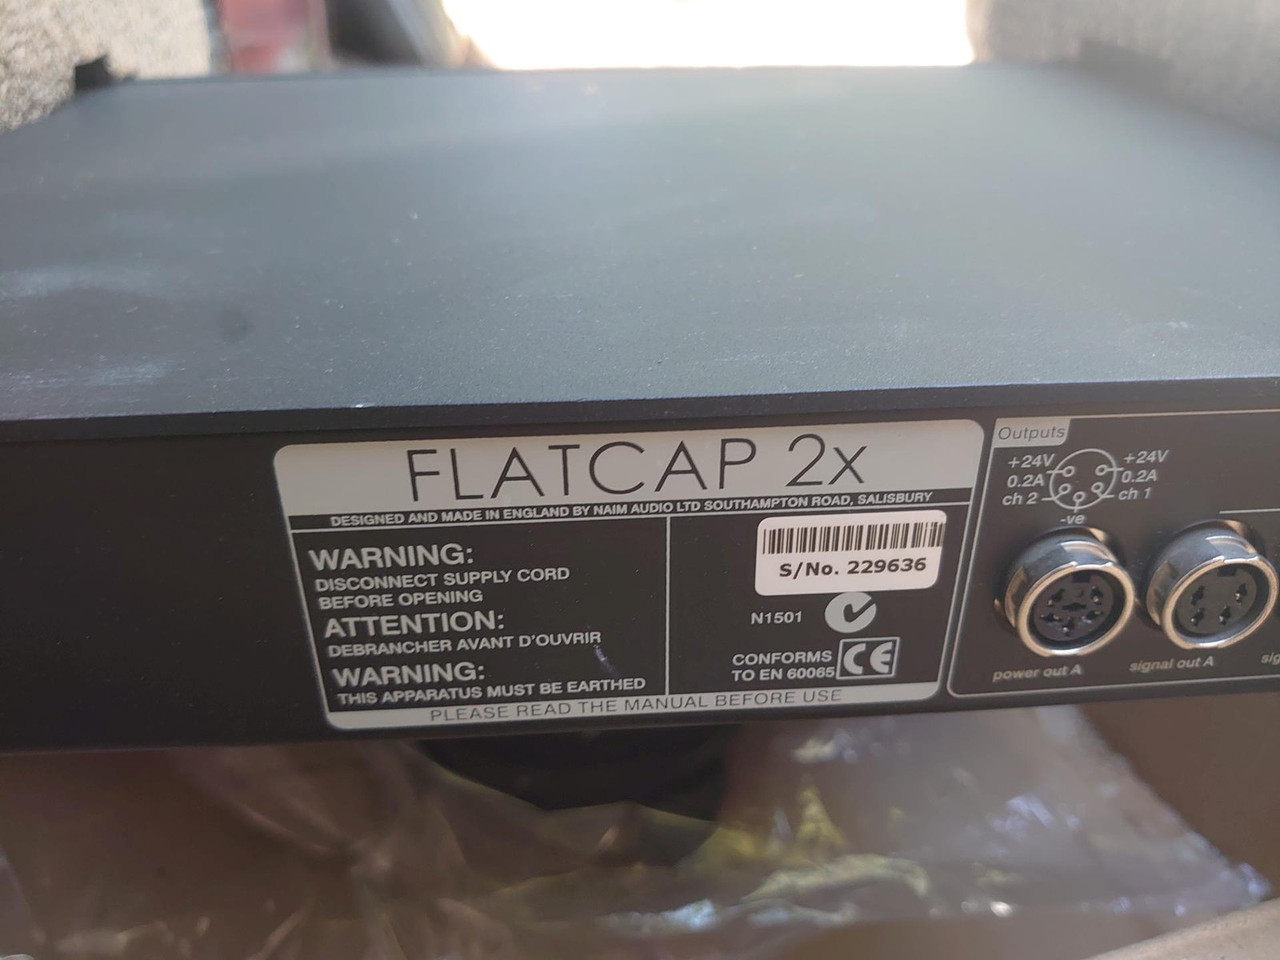 FLATCAP 2x
DESIGNED AND MADE IN ENGLAND BY NAIM AUDIO LTD SOUTHAMPTON ROAD, SALISBURY
WARNING:
DISCONNECT SUPPLY CORD
BEFORE OPENING
ATTENTION:
DEBRANCHER AVANT D'OUVRIR
WARNING:
THIS APPARATUS MUST BE EARTHED
S/No. 229636
N1501
CONFORMS
TO EN 60065
CE
PLEASE READ THE MANUAL BEFORE USE
Outputs
+24V
0.2A
ch 2
+24V
0.2A
ch 1
-ve
power out A
signal out A